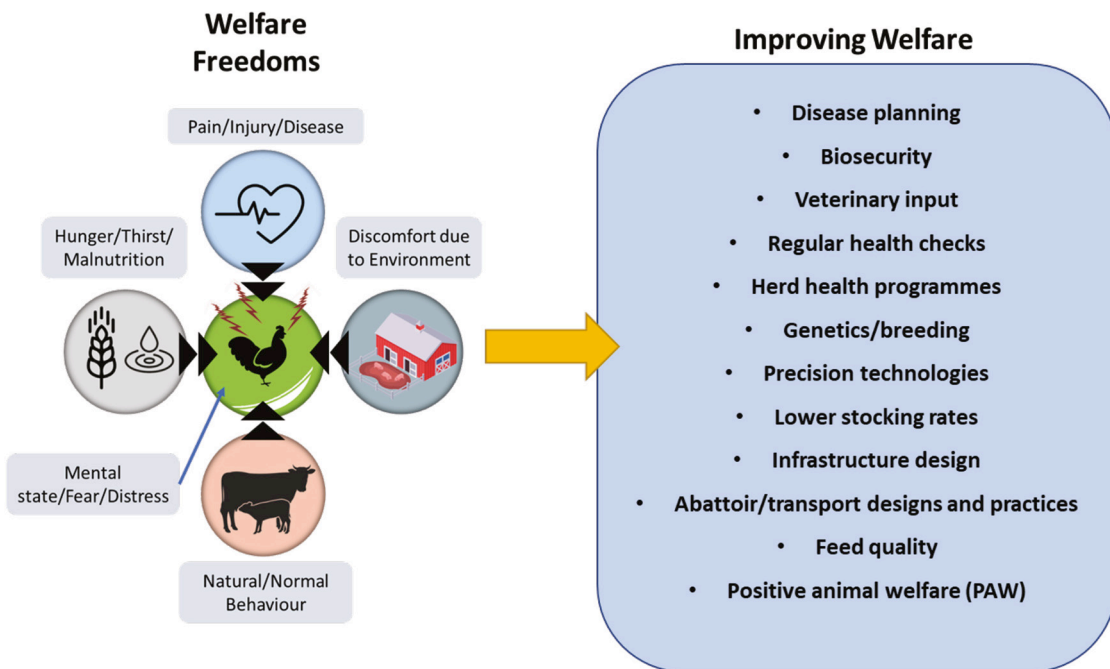 Welfare
Freedoms
Pain/Injury/Disease
Hunger/Thirst/
Malnutrition
Discomfort due
to Environment
Mental
state/Fear/Distress
Natural/Normal
Behaviour
Improving Welfare
• Disease planning
• Biosecurity
• Veterinary input
• Regular health checks
• Herd health programmes
• Genetics/breeding
• Precision technologies
• Lower stocking rates
• Infrastructure design
• Abattoir/transport designs and practices
• Feed quality
• Positive animal welfare (PAW)